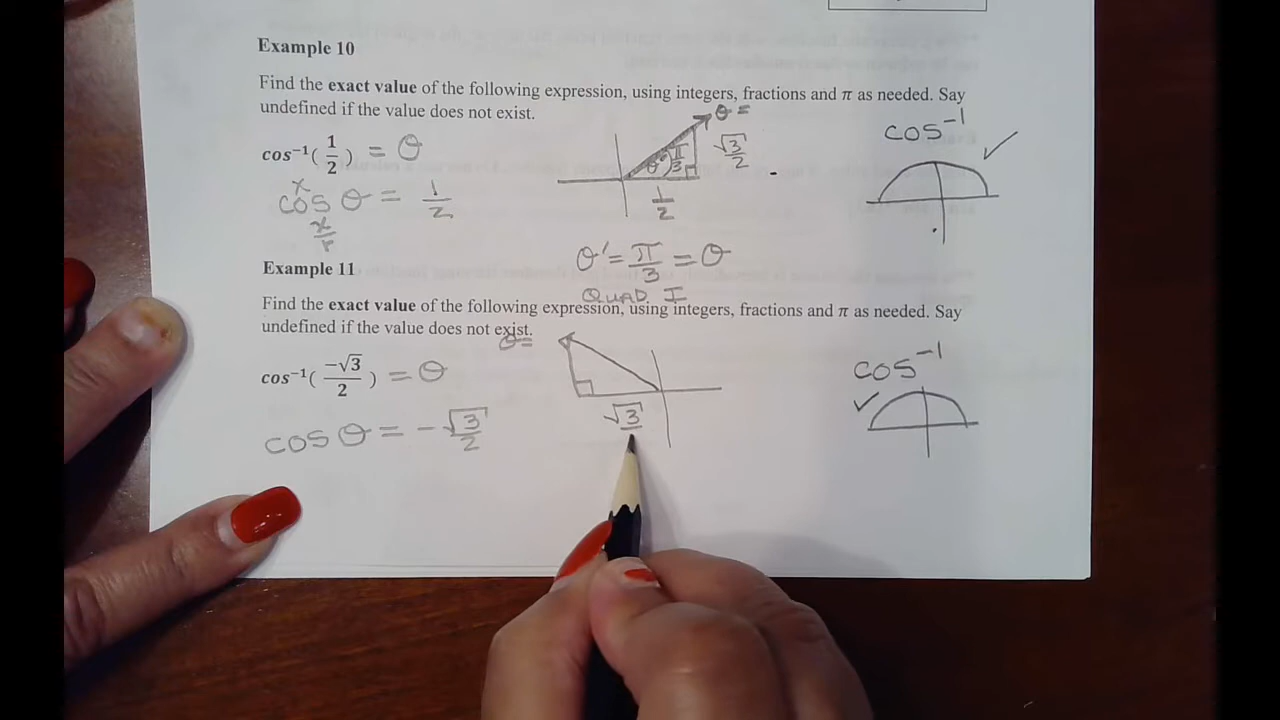 Example 10
Find the exact value of the following expression, using integers, fractions and π as needed. Say
undefined if the value does not exist.
cos⁻¹(1/2) = θ
x
cos θ = 1/2
x/r
θ =
√3/2
θ' π/3
1/2
θ' = π/3 = θ
QUAD. I
cos⁻¹
Example 11
Find the exact value of the following expression, using integers, fractions and π as needed. Say
undefined if the value does not exist.
θ=
cos⁻¹(-√3/2) = θ
cos θ = -√3/2
√3
cos⁻¹